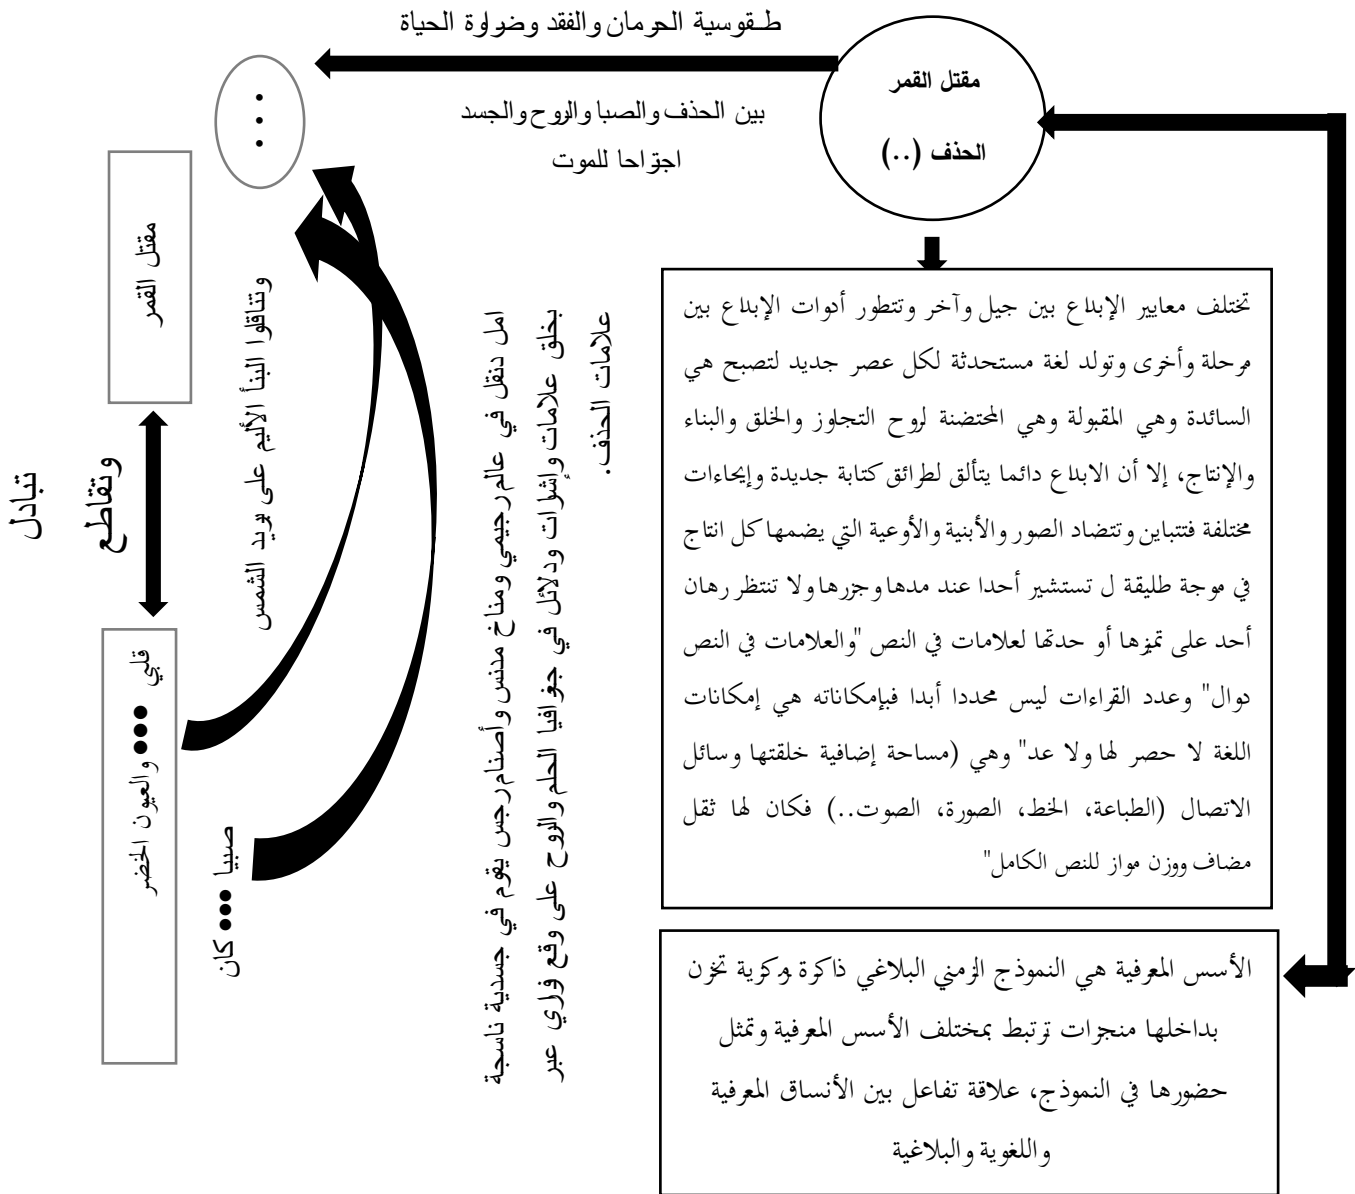 طـقوسية الحرمان والفقد وضراوة الحياة
بين الحذف والصبا والروح والجسد
اجتراحا للموت
مقتل القمر
الحذف (..)
...
مقتل القمر
وتناقلوا البنأ الأليم على بريد الشمس
تبادل
وتقاطع
قلبي ••• والعيون الخضر
صبيا ••• كان
امل دنقل في عالم رجيمي ومناخ مدنس وأصنام رجس يقوم في جسدية ناسجة
بخلق علامات وإشارات ودلائل في جغرافيا الحلم والروح على وقع فراري عبر
علامات الحذف.
تختلف معايير الإبداع بين جيل وآخر وتتطور أدوات الإبداع بين
مرحلة وأخرى وتولد لغة مستحدثة لكل عصر جديد لتصبح هي
السائدة وهي المقبولة وهي المحتضنة لروح التجاوز والخلق والبناء
والإنتاج، إلا أن الابداع دائما يتألق لطرائق كتابة جديدة وإيحاءات
مختلفة فتتباين وتتضاد الصور والأبنية والأوعية التي يضمها كل انتاج
في موجة طليقة ل تستشير أحدا عند مدها وجزرها ولا تنتظر رهان
أحد على تميزها أو حدتها لعلامات في النص "والعلامات في النص
دوال" وعدد القراءات ليس محددا أبدا فبإمكاناته هي إمكانات
اللغة لا حصر لها ولا عد" وهي (مساحة إضافية خلقتها وسائل
الاتصال (الطباعة، الخط، الصورة، الصوت..) فكان لها ثقل
مضاف ووزن مواز للنص الكامل"
الأسس المعرفية هي النموذج الزمني البلاغي ذاكرة مركزية تخزن
بداخلها منجزات ترتبط بمختلف الأسس المعرفية وتمثل
حضورها في النموذج، علاقة تفاعل بين الأنساق المعرفية
واللغوية والبلاغية